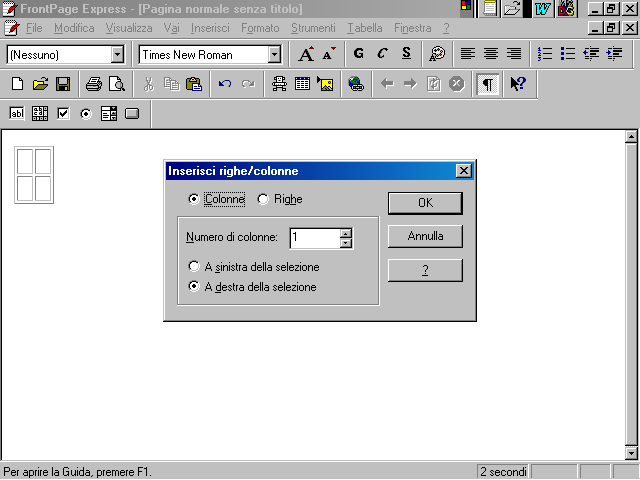 FrontPage Express - [Pagina normale senza titolo]
File Modifica Visualizza Vai Inserisci Formato Strumenti Tabella Finestra ?
(Nessuno) Times New Roman A A G C S
abl
Inserisci righe/colonne
Colonne Righe OK
Numero di colonne: 1 Annulla
A sinistra della selezione ?
A destra della selezione
Per aprire la Guida, premere F1. 2 secondi